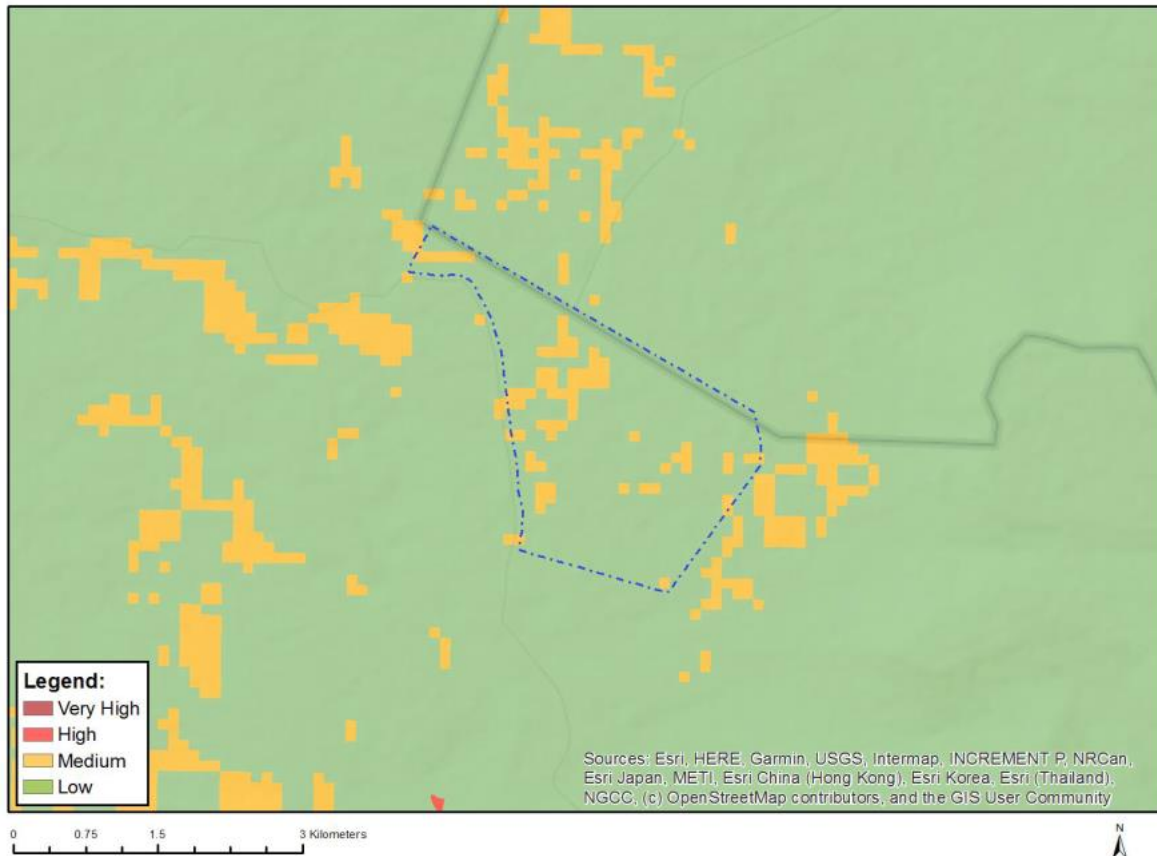 Legend:
Very High
High
Medium
Low
Sources: Esri, HERE, Garmin, USGS, Intermap, INCREMENT P, NRCan,
Esri Japan, METI, Esri China (Hong Kong), Esri Korea, Esri (Thailand),
NGCC, (c) OpenStreetMap contributors, and the GIS User Community
0 0.75 1.5 3 Kilometers
N